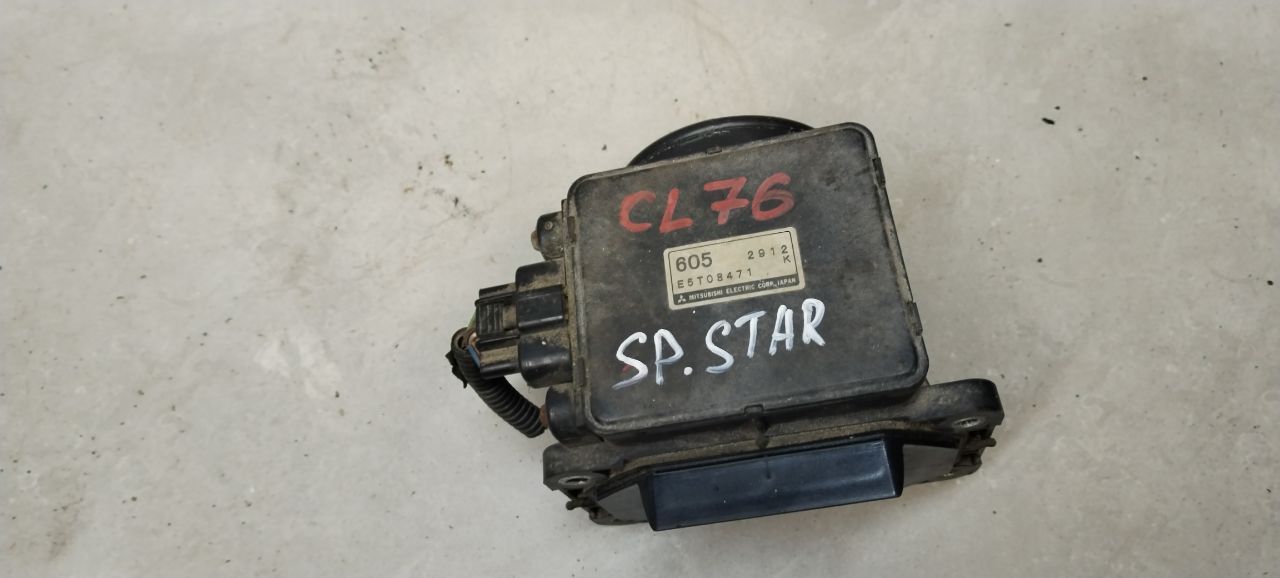 CL76
605 2912
E5T08471 K
MITSUBISHI ELECTRIC CORP., JAPAN
SP. STAR